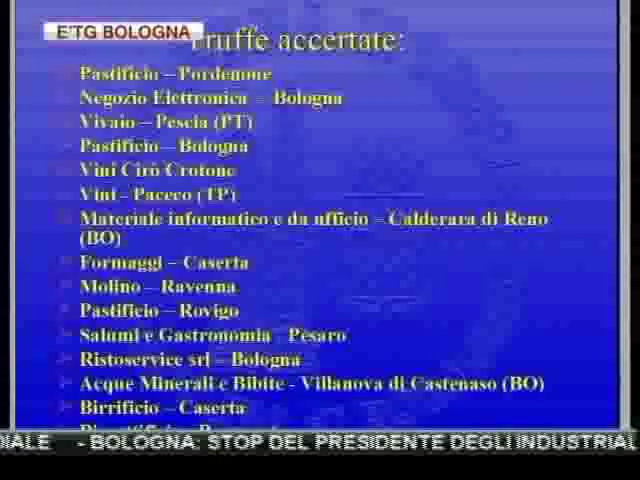 E'TG BOLOGNA
Truffe accertate:
Pastificio – Pordenone
Negozio Elettronica – Bologna
Vivaio – Pescia (PT)
Pastificio – Bologna
Vini Cirò Crotone
Vini - Paceco (TP)
Materiale informatico e da ufficio – Calderara di Reno
(BO)
Formaggi – Caserta
Molino – Ravenna
Pastificio – Rovigo
Salumi e Gastronomia Pesaro
Ristoservice srl – Bologna
Acque Minerali e Bibite - Villanova di Castenaso (BO)
Birrificio – Caserta
DIALE - BOLOGNA: STOP DEL PRESIDENTE DEGLI INDUSTRIAL